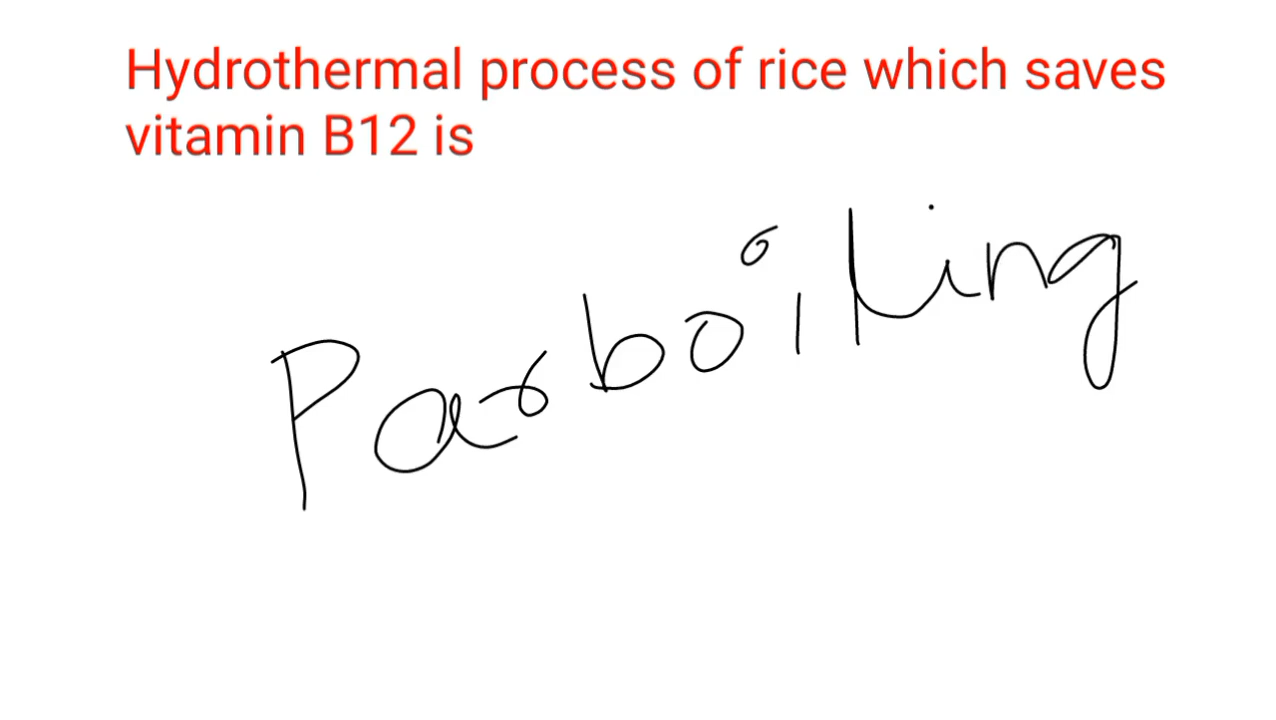 Hydrothermal process of rice which saves
vitamin B12 is
Parboiling